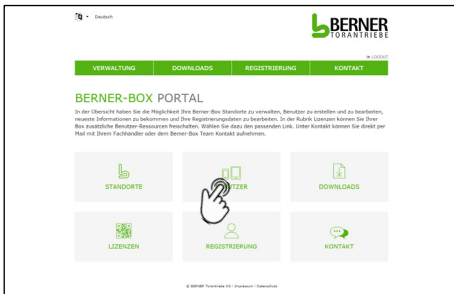 Deutsch
BERNER
TORANTRIEBE
LOGOUT
VERWALTUNG DOWNLOADS REGISTRIERUNG KONTAKT
BERNER-BOX PORTAL
In der Übersicht haben Sie die Möglichkeit Ihre Berner-Box Standorte zu verwalten, Benutzer zu erstellen und zu bearbeiten,
neueste Informationen zu bekommen und Ihre Registrierungsdaten zu bearbeiten. In der Rubrik Lizenzen können Sie Ihrer
Box zusätzliche Benutzer-Ressourcen freischalten. Wählen Sie dazu den passenden Link. Unter Kontakt können Sie direkt per
Mail mit Ihrem Fachhändler oder dem Berner-Box Team Kontakt aufnehmen.
STANDORTE UTZER DOWNLOADS
LIZENZEN REGISTRIERUNG KONTAKT
© BERNER Torantriebe KG - Impressum - Datenschutz